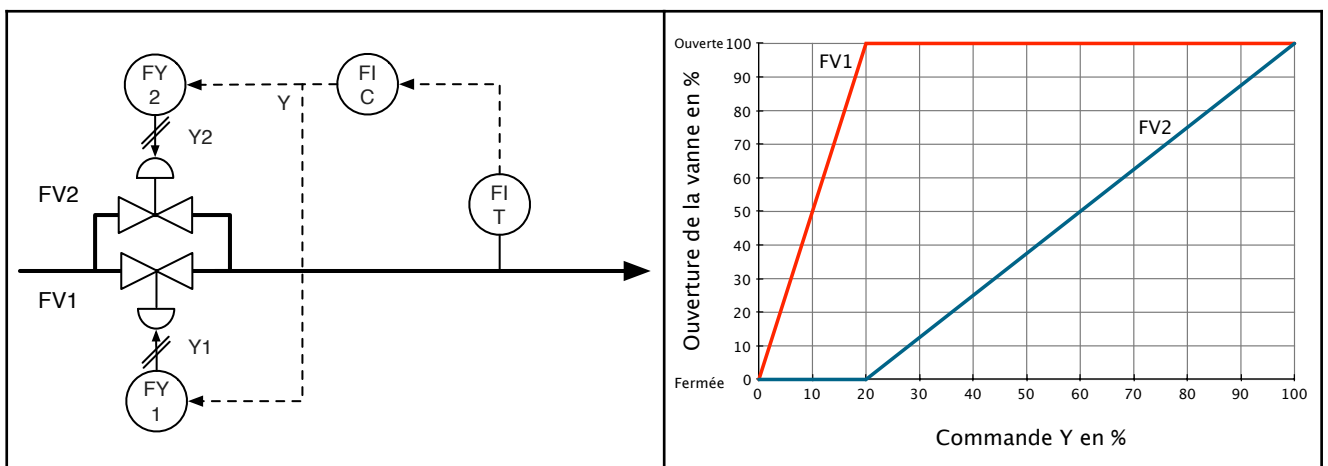 FY
2
FI
C
Y
Y2
FI
T
FV2
FV1
Y1
FY
1
Ouverture de la vanne en %
Ouverte
100
90
80
70
60
50
40
30
20
10
0
Fermée
FV1
FV2
0 10 20 30 40 50 60 70 80 90 100
Commande Y en %